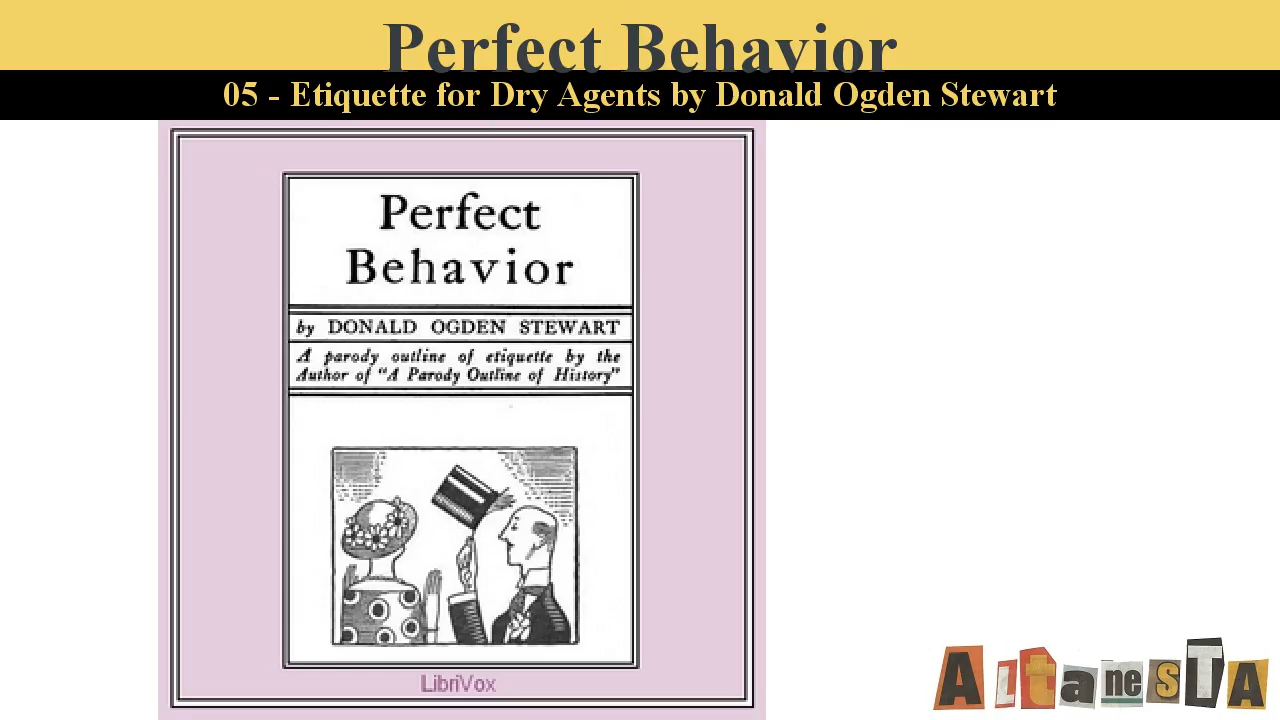 Perfect Behavior
05 - Etiquette for Dry Agents by Donald Ogden Stewart
Perfect
Behavior
by DONALD OGDEN STEWART
A parody outline of etiquette by the
Author of "A Parody Outline of History"
LibriVox
AltanesTA